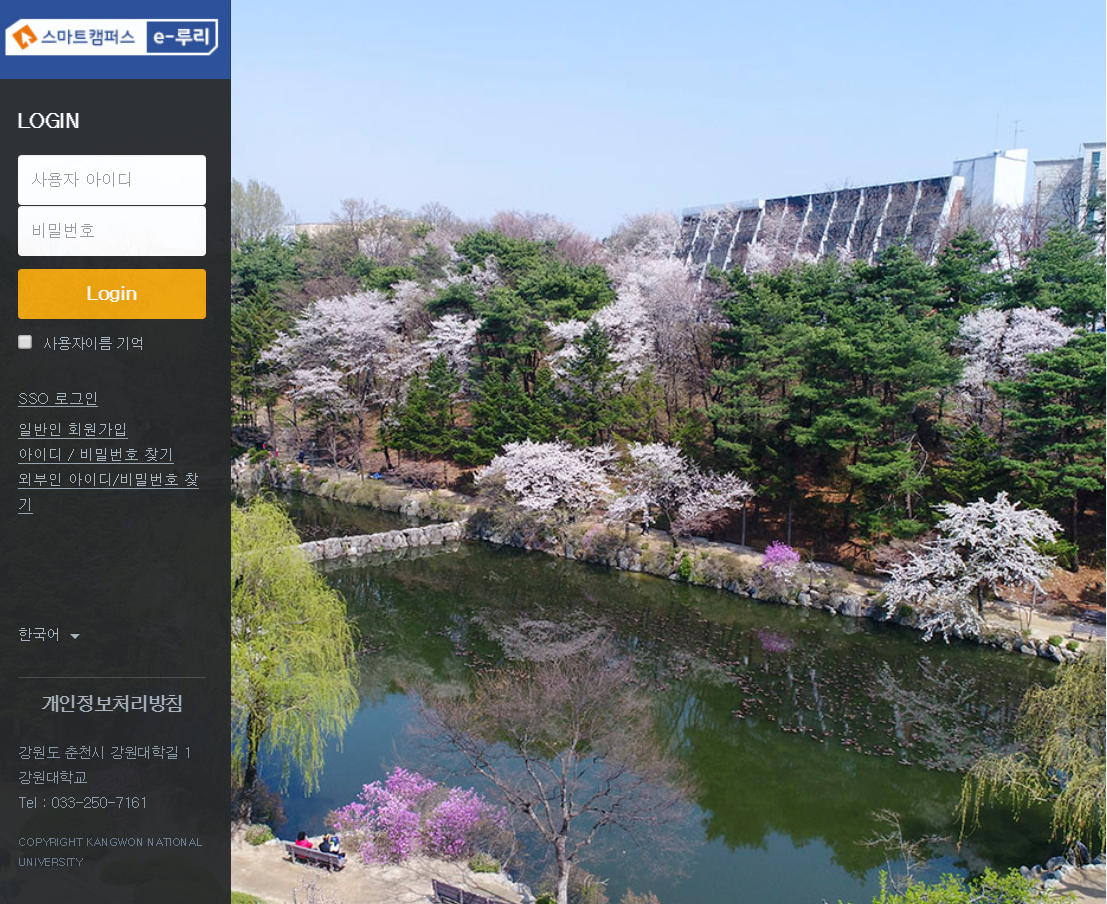 스마트캠퍼스 e-루리
LOGIN
사용자 아이디
비밀번호
Login
사용자이름 기억
SSO 로그인
일반인 회원가입
아이디 / 비밀번호 찾기
외부인 아이디/비밀번호 찾
기
한국어
개인정보처리방침
강원도 춘천시 강원대학길 1
강원대학교
Tel : 033-250-7161
COPYRIGHT KANGWON NATIONAL
UNIVERSITY